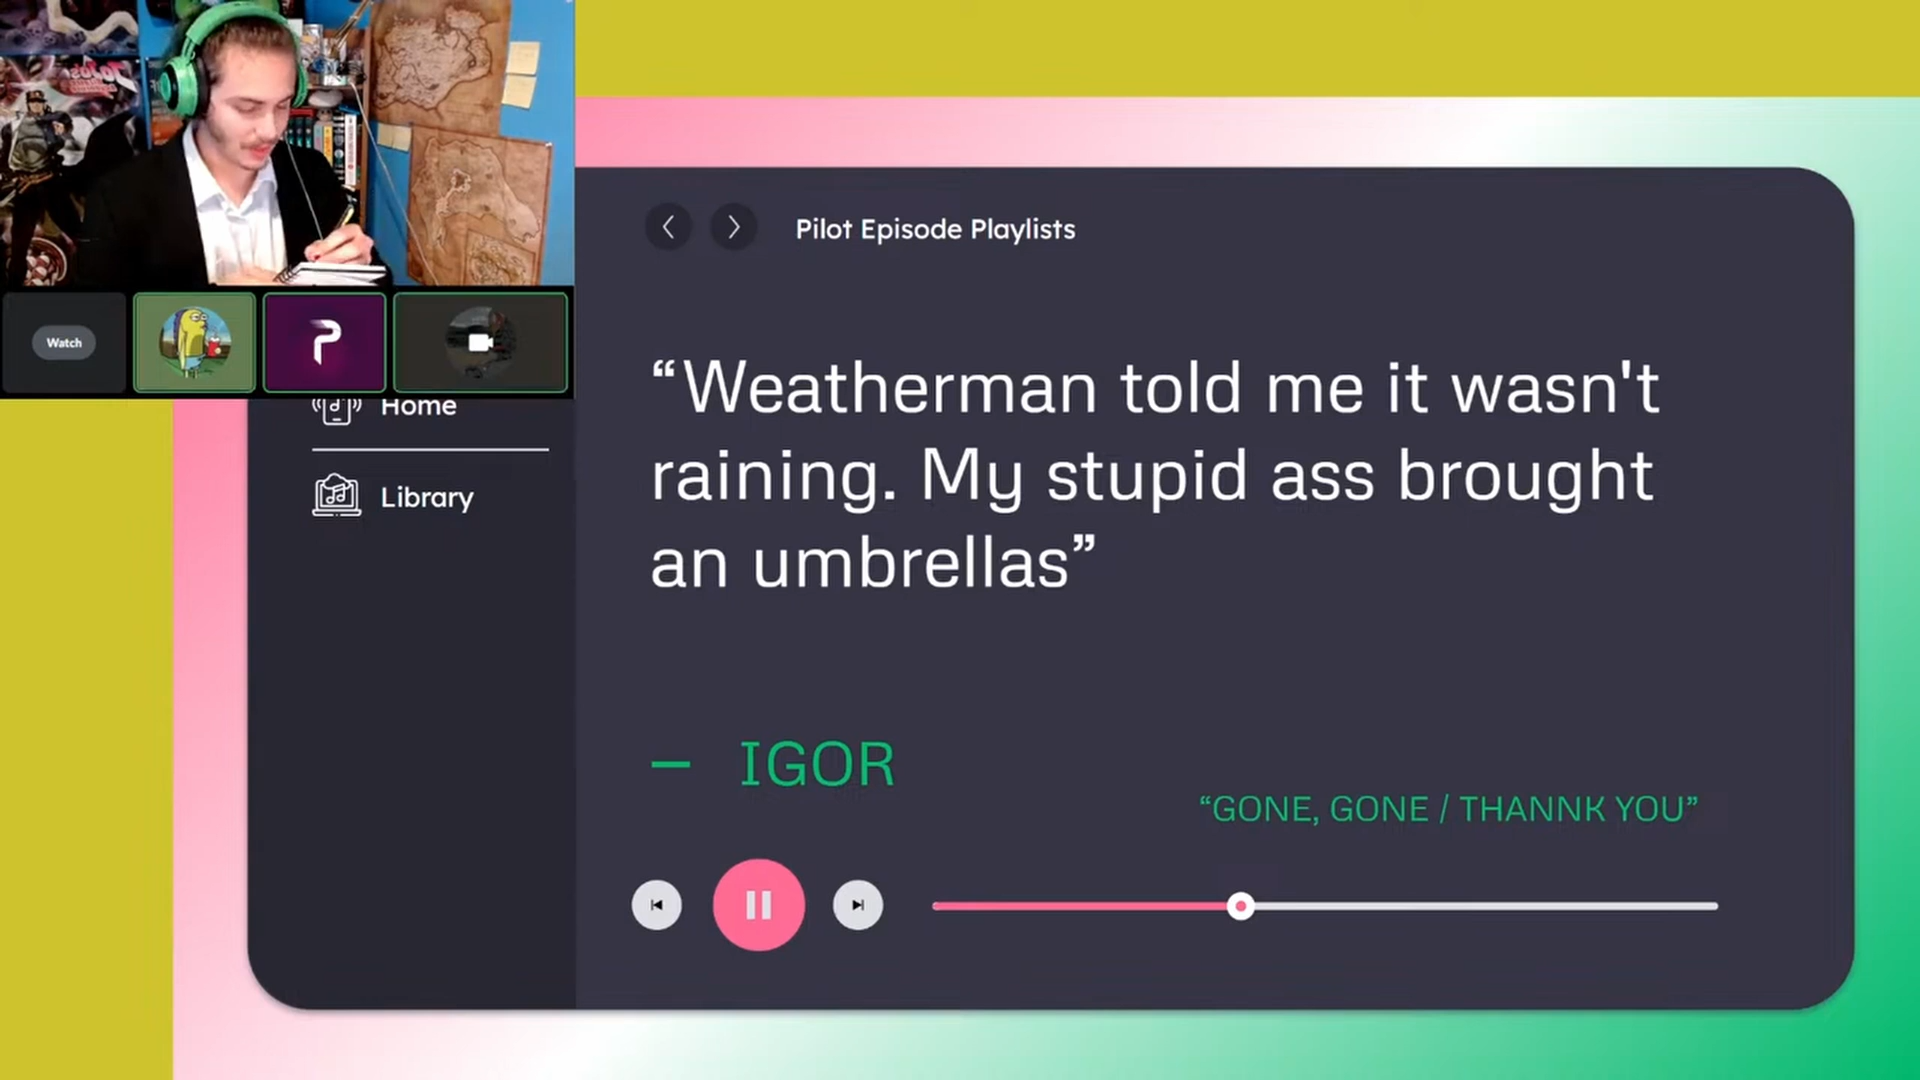 Watch
P
Home
Library
Pilot Episode Playlists
“Weatherman told me it wasn't
raining. My stupid ass brought
an umbrellas”
– IGOR
“GONE, GONE / THANNK YOU”